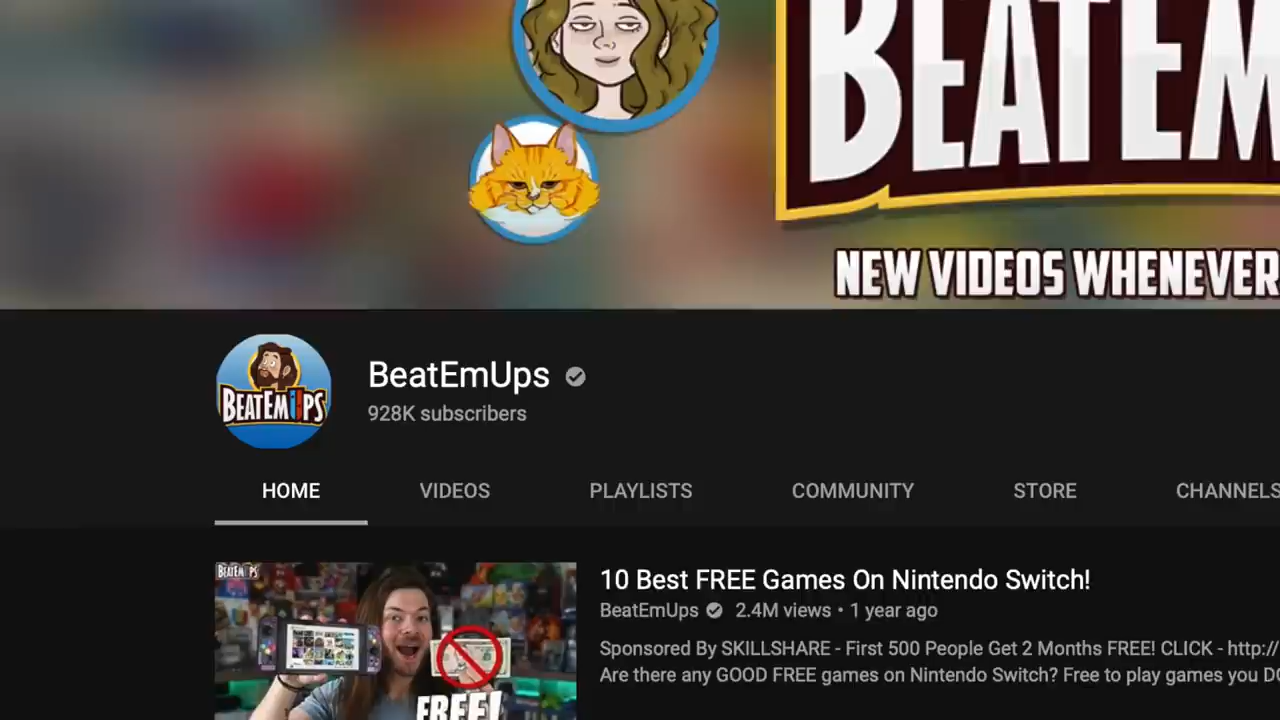 BEATEM
NEW VIDEOS WHENEVER
BEATEMUPS
BeatEmUps
928K subscribers
HOME
VIDEOS
PLAYLISTS
COMMUNITY
STORE
CHANNELS
BEATEMUPS
FREE!
10 Best FREE Games On Nintendo Switch!
BeatEmUps 2.4M views • 1 year ago
Sponsored By SKILLSHARE - First 500 People Get 2 Months FREE! CLICK - http://
Are there any GOOD FREE games on Nintendo Switch? Free to play games you DO